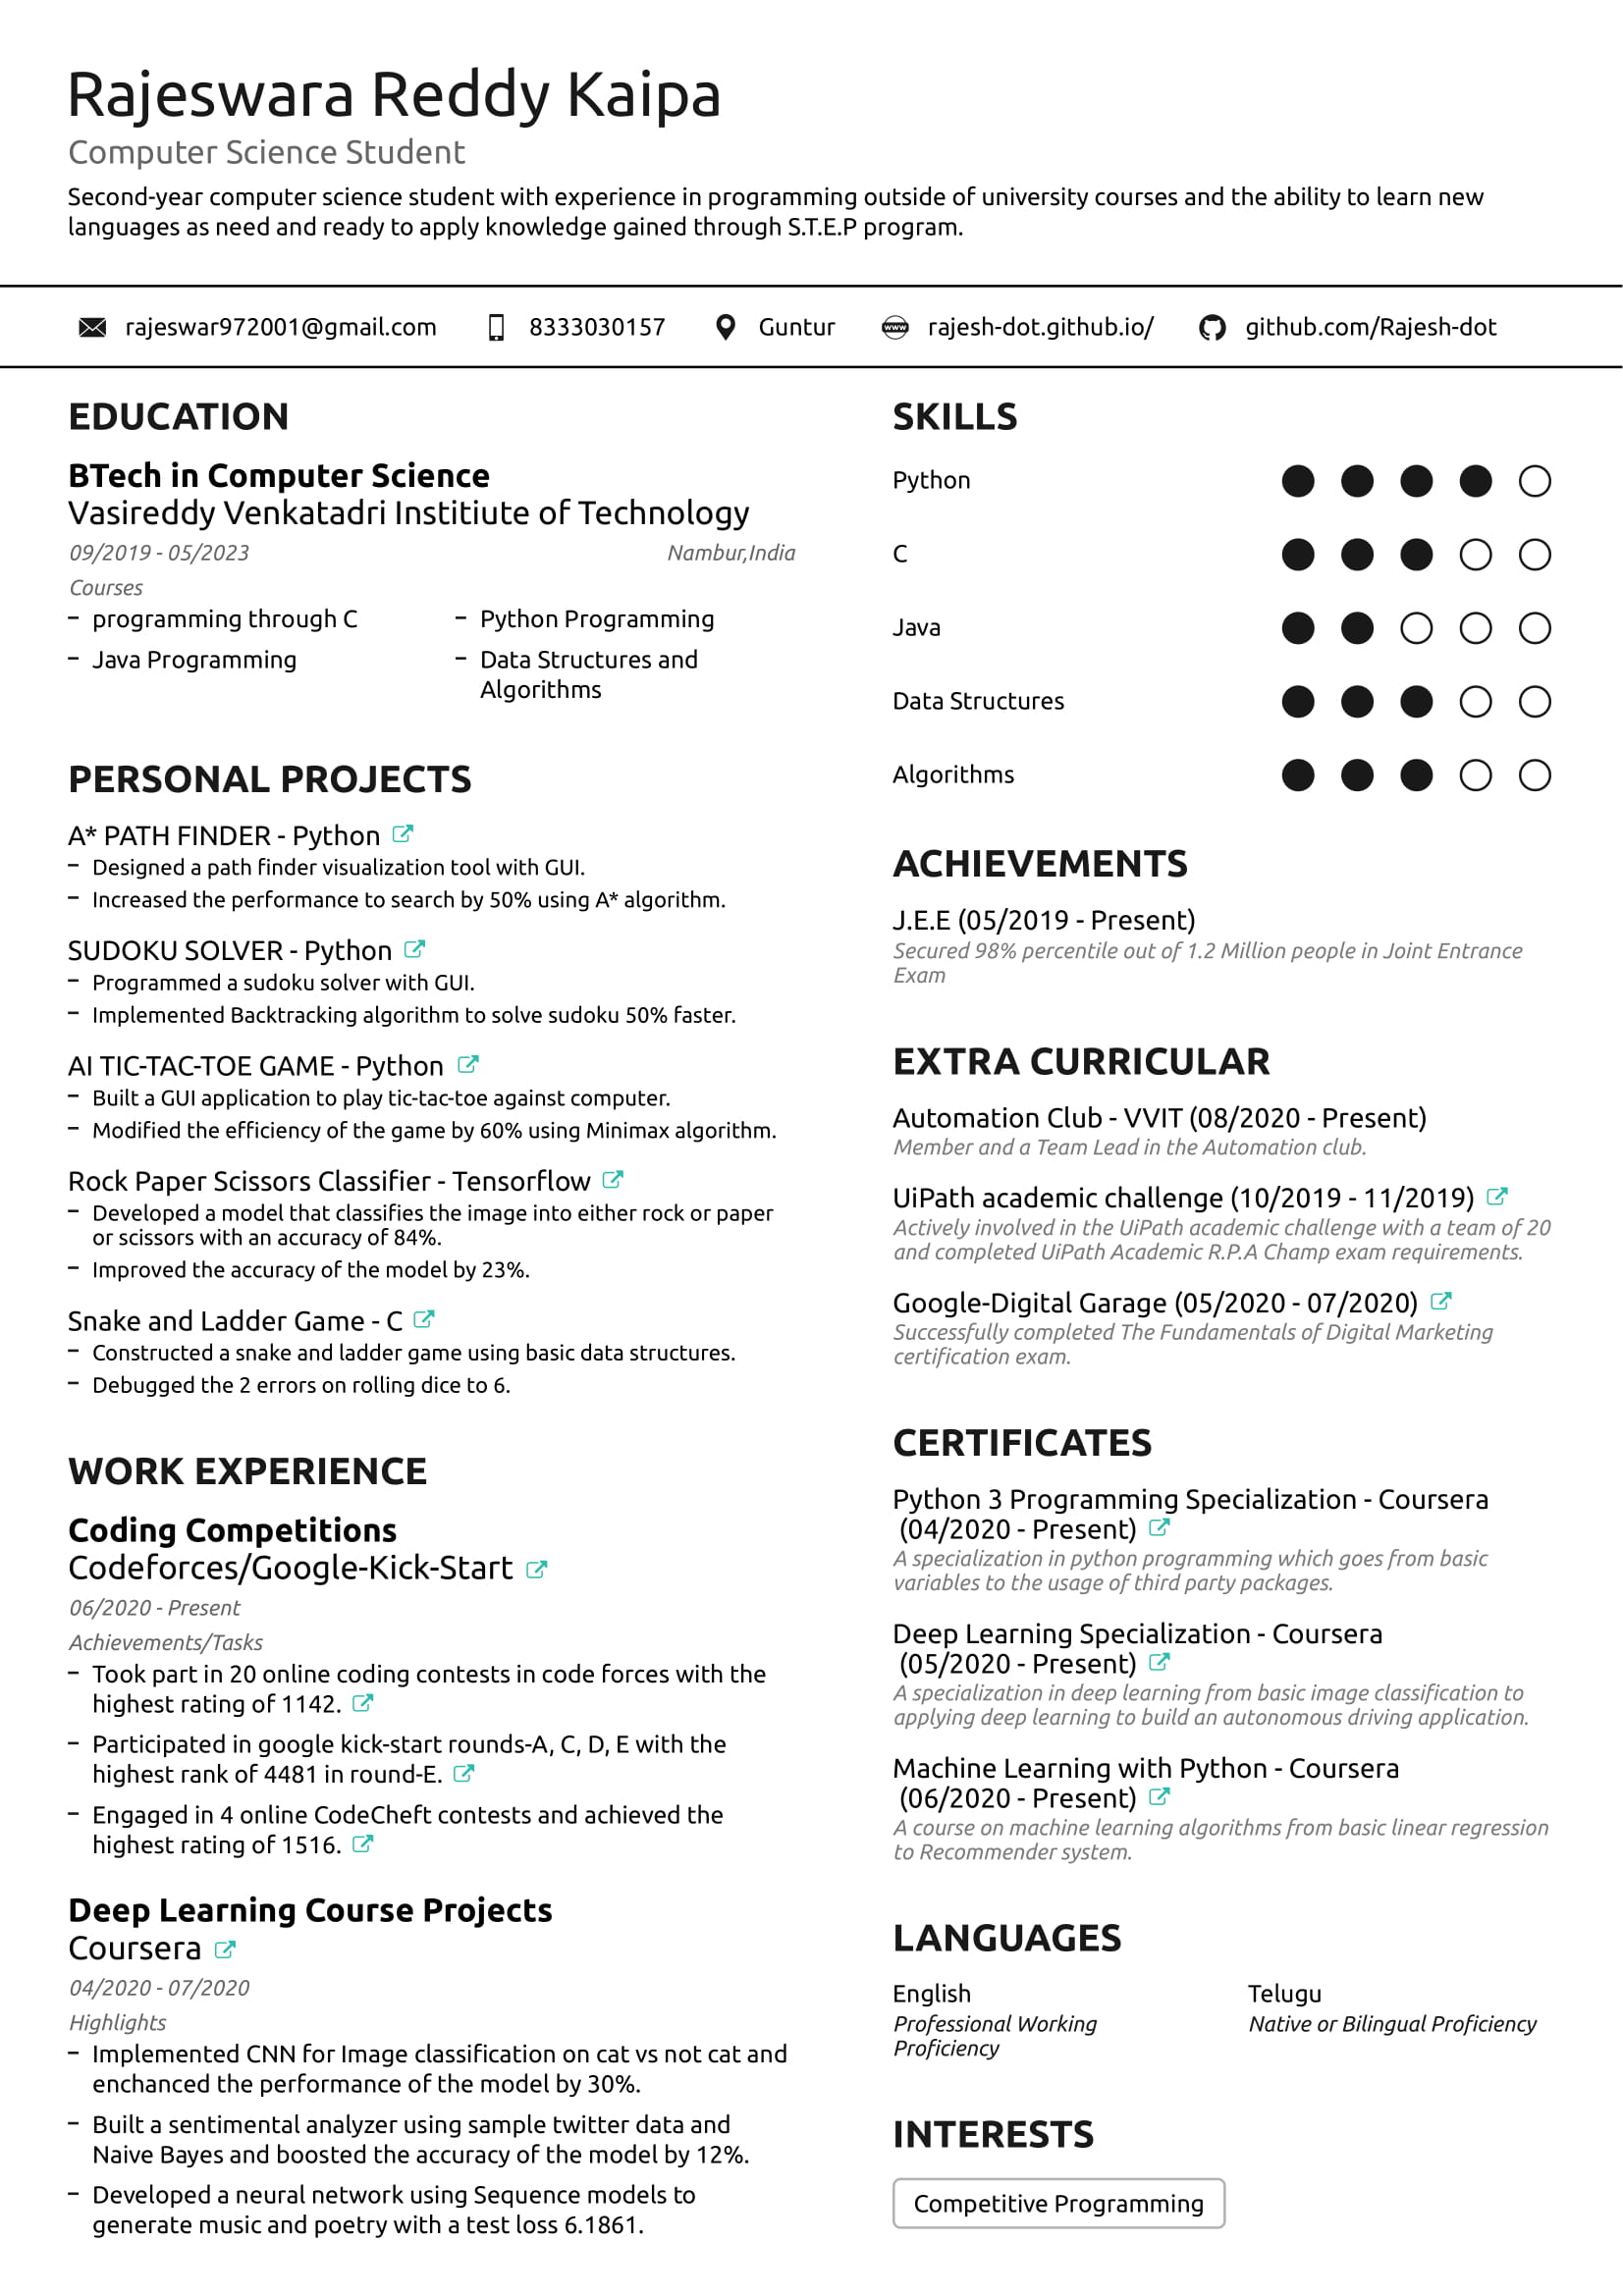 Rajeswara Reddy Kaipa
Computer Science Student
Second-year computer science student with experience in programming outside of university courses and the ability to learn new
languages as need and ready to apply knowledge gained through S.T.E.P program.
rajeswar972001@gmail.com
8333030157
Guntur
rajesh-dot.github.io/
github.com/Rajesh-dot
EDUCATION
BTech in Computer Science
Vasireddy Venkatadri Institiute of Technology
09/2019 - 05/2023
Nambur,India
Courses
– programming through C
– Python Programming
– Java Programming
– Data Structures and
Algorithms
PERSONAL PROJECTS
A* PATH FINDER - Python
– Designed a path finder visualization tool with GUI.
– Increased the performance to search by 50% using A* algorithm.
SUDOKU SOLVER - Python
– Programmed a sudoku solver with GUI.
– Implemented Backtracking algorithm to solve sudoku 50% faster.
AI TIC-TAC-TOE GAME - Python
– Built a GUI application to play tic-tac-toe against computer.
– Modified the efficiency of the game by 60% using Minimax algorithm.
Rock Paper Scissors Classifier - Tensorflow
– Developed a model that classifies the image into either rock or paper
or scissors with an accuracy of 84%.
– Improved the accuracy of the model by 23%.
Snake and Ladder Game - C
– Constructed a snake and ladder game using basic data structures.
– Debugged the 2 errors on rolling dice to 6.
WORK EXPERIENCE
Coding Competitions
Codeforces/Google-Kick-Start
06/2020 - Present
Achievements/Tasks
– Took part in 20 online coding contests in code forces with the
highest rating of 1142.
– Participated in google kick-start rounds-A, C, D, E with the
highest rank of 4481 in round-E.
– Engaged in 4 online CodeCheft contests and achieved the
highest rating of 1516.
Deep Learning Course Projects
Coursera
04/2020 - 07/2020
Highlights
– Implemented CNN for Image classification on cat vs not cat and
enchanced the performance of the model by 30%.
– Built a sentimental analyzer using sample twitter data and
Naive Bayes and boosted the accuracy of the model by 12%.
– Developed a neural network using Sequence models to
generate music and poetry with a test loss 6.1861.
SKILLS
Python
C
Java
Data Structures
Algorithms
ACHIEVEMENTS
J.E.E (05/2019 - Present)
Secured 98% percentile out of 1.2 Million people in Joint Entrance
Exam
EXTRA CURRICULAR
Automation Club - VVIT (08/2020 - Present)
Member and a Team Lead in the Automation club.
UiPath academic challenge (10/2019 - 11/2019)
Actively involved in the UiPath academic challenge with a team of 20
and completed UiPath Academic R.P.A Champ exam requirements.
Google-Digital Garage (05/2020 - 07/2020)
Successfully completed The Fundamentals of Digital Marketing
certification exam.
CERTIFICATES
Python 3 Programming Specialization - Coursera
(04/2020 - Present)
A specialization in python programming which goes from basic
variables to the usage of third party packages.
Deep Learning Specialization - Coursera
(05/2020 - Present)
A specialization in deep learning from basic image classification to
applying deep learning to build an autonomous driving application.
Machine Learning with Python - Coursera
(06/2020 - Present)
A course on machine learning algorithms from basic linear regression
to Recommender system.
LANGUAGES
English
Professional Working
Proficiency
Telugu
Native or Bilingual Proficiency
INTERESTS
Competitive Programming